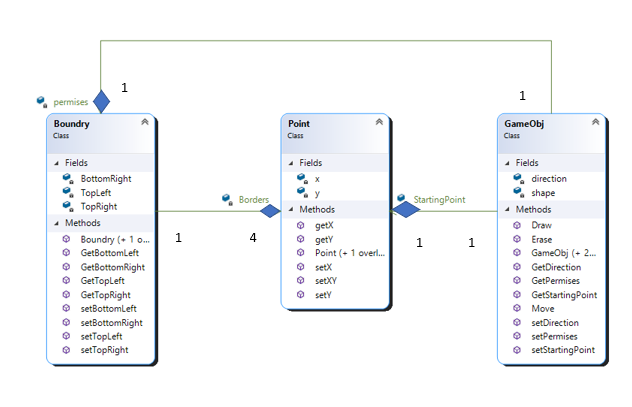 1
permises
1
Boundry
Class
Fields
BottomRight
TopLeft
TopRight
Methods
Boundry (+ 1 o...
GetBottomLeft
GetBottomRight
GetTopLeft
GetTopRight
setBottomLeft
setBottomRight
setTopLeft
setTopRight
1
Borders
4
Point
Class
Fields
x
y
Methods
getX
getY
Point (+ 1 overl...
setX
setXY
setY
StartingPoint
1
1
GameObj
Class
Fields
direction
shape
Methods
Draw
Erase
GameObj (+ 2...
GetDirection
GetPermises
GetStartingPoint
Move
setDirection
setPermises
setStartingPoint